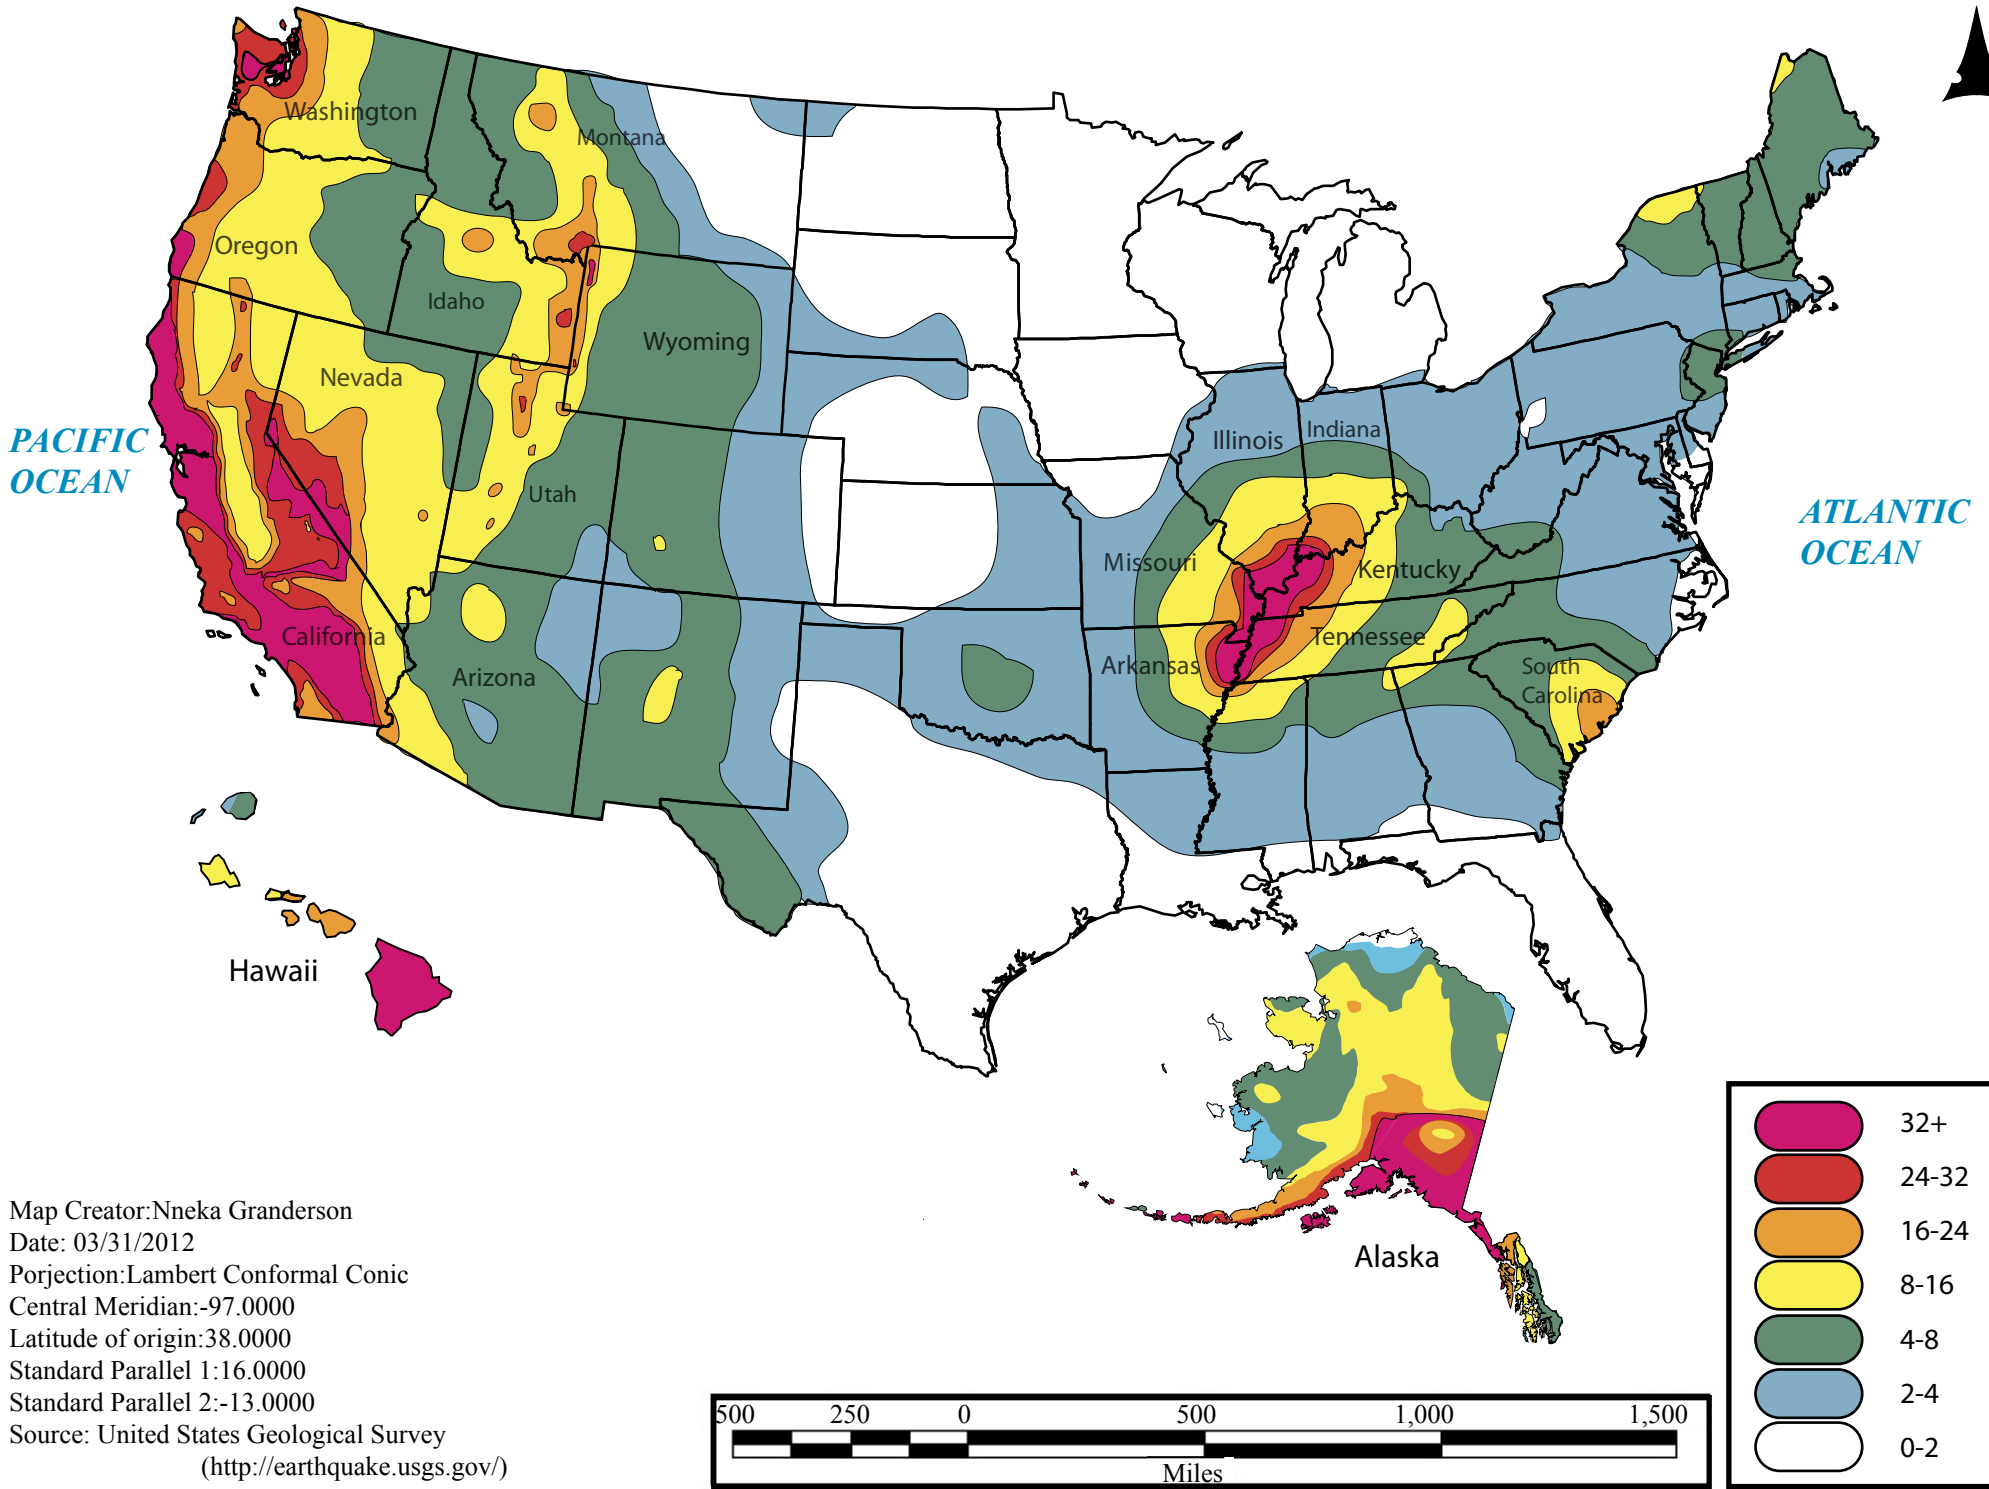 Washington
Montana
Oregon
Idaho
Wyoming
Nevada
PACIFIC
OCEAN
Illinois
Indiana
Utah
ATLANTIC
OCEAN
Missouri
Kentucky
California
Tennessee
Arizona
Arkansas
South
Carolina
Hawaii
Alaska
32+
24-32
16-24
8-16
4-8
2-4
0-2
Map Creator:Nneka Granderson
Date: 03/31/2012
Porjection:Lambert Conformal Conic
Central Meridian:-97.0000
Latitude of origin:38.0000
Standard Parallel 1:16.0000
Standard Parallel 2:-13.0000
Source: United States Geological Survey
(http://earthquake.usgs.gov/)
500 250 0 500 1,000 1,500
Miles